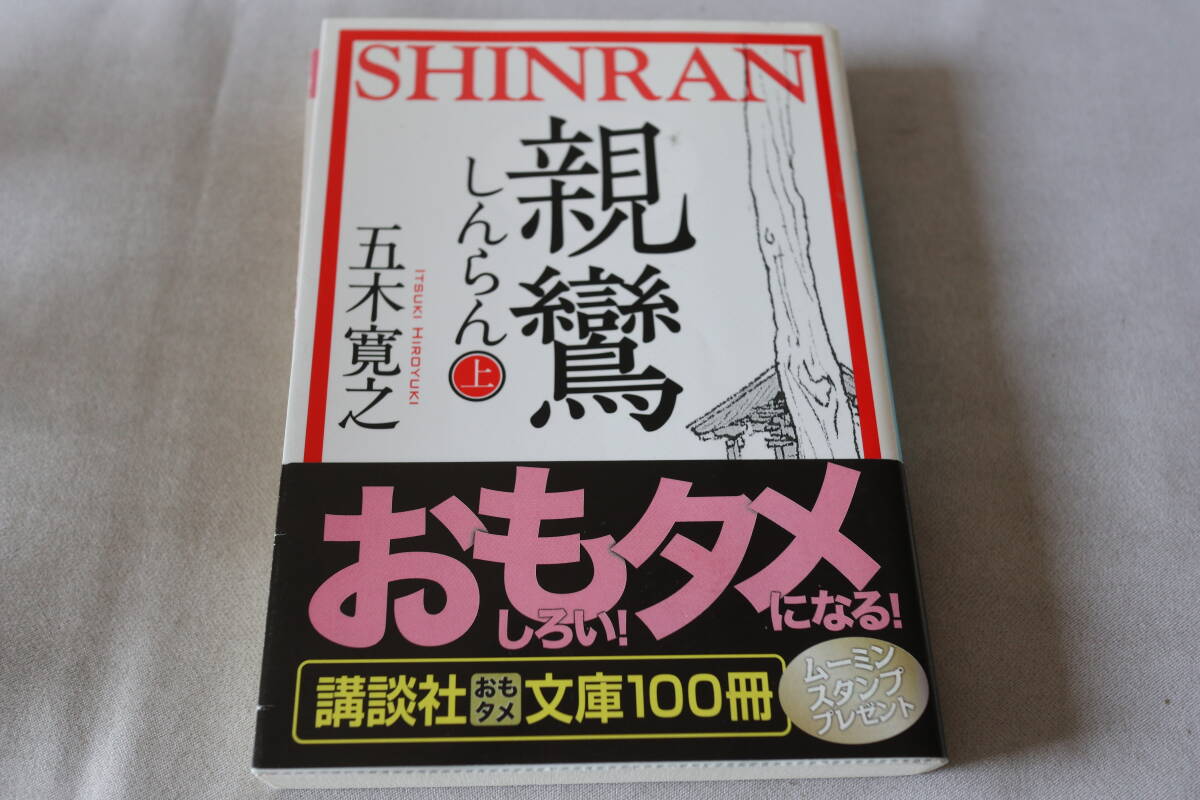 SHINRAN
親鸞
しんらん
上
五木寛之
ITSUKI HIROYUKI
おもしろい!
タメになる!
講談社おもタメ文庫100冊
ムーミン
スタンプ
プレゼント